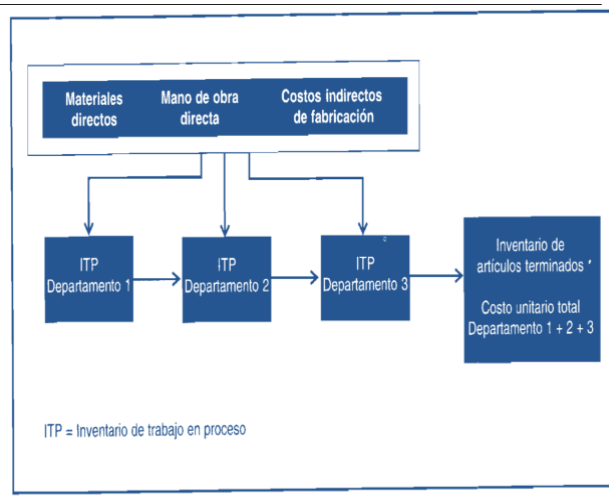 Materiales
directos
Mano de obra
directa
Costos indirectos
de fabricación
ITP
Departamento 1
ITP
Departamento 2
ITP
Departamento 3
Inventario de
artículos terminados *
Costo unitario total
Departamento 1 + 2 + 3
ITP = Inventario de trabajo en proceso